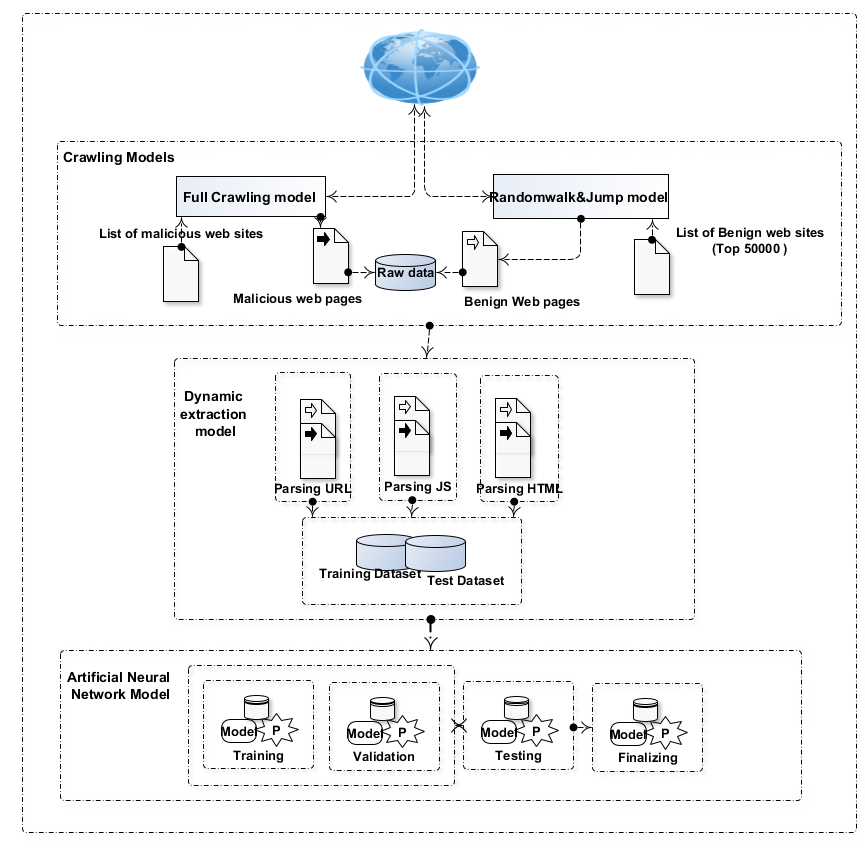 Crawling Models
Full Crawling model
Randomwalk&Jump model
List of malicious web sites
List of Benign web sites
(Top 50000 )
Raw data
Malicious web pages
Benign Web pages
Dynamic
extraction
model
Parsing URL
Parsing JS
Parsing HTML
Training Dataset
Test Dataset
Artificial Neural
Network Model
Model
P
Training
Model
P
Validation
Model
P
Testing
Model
P
Finalizing